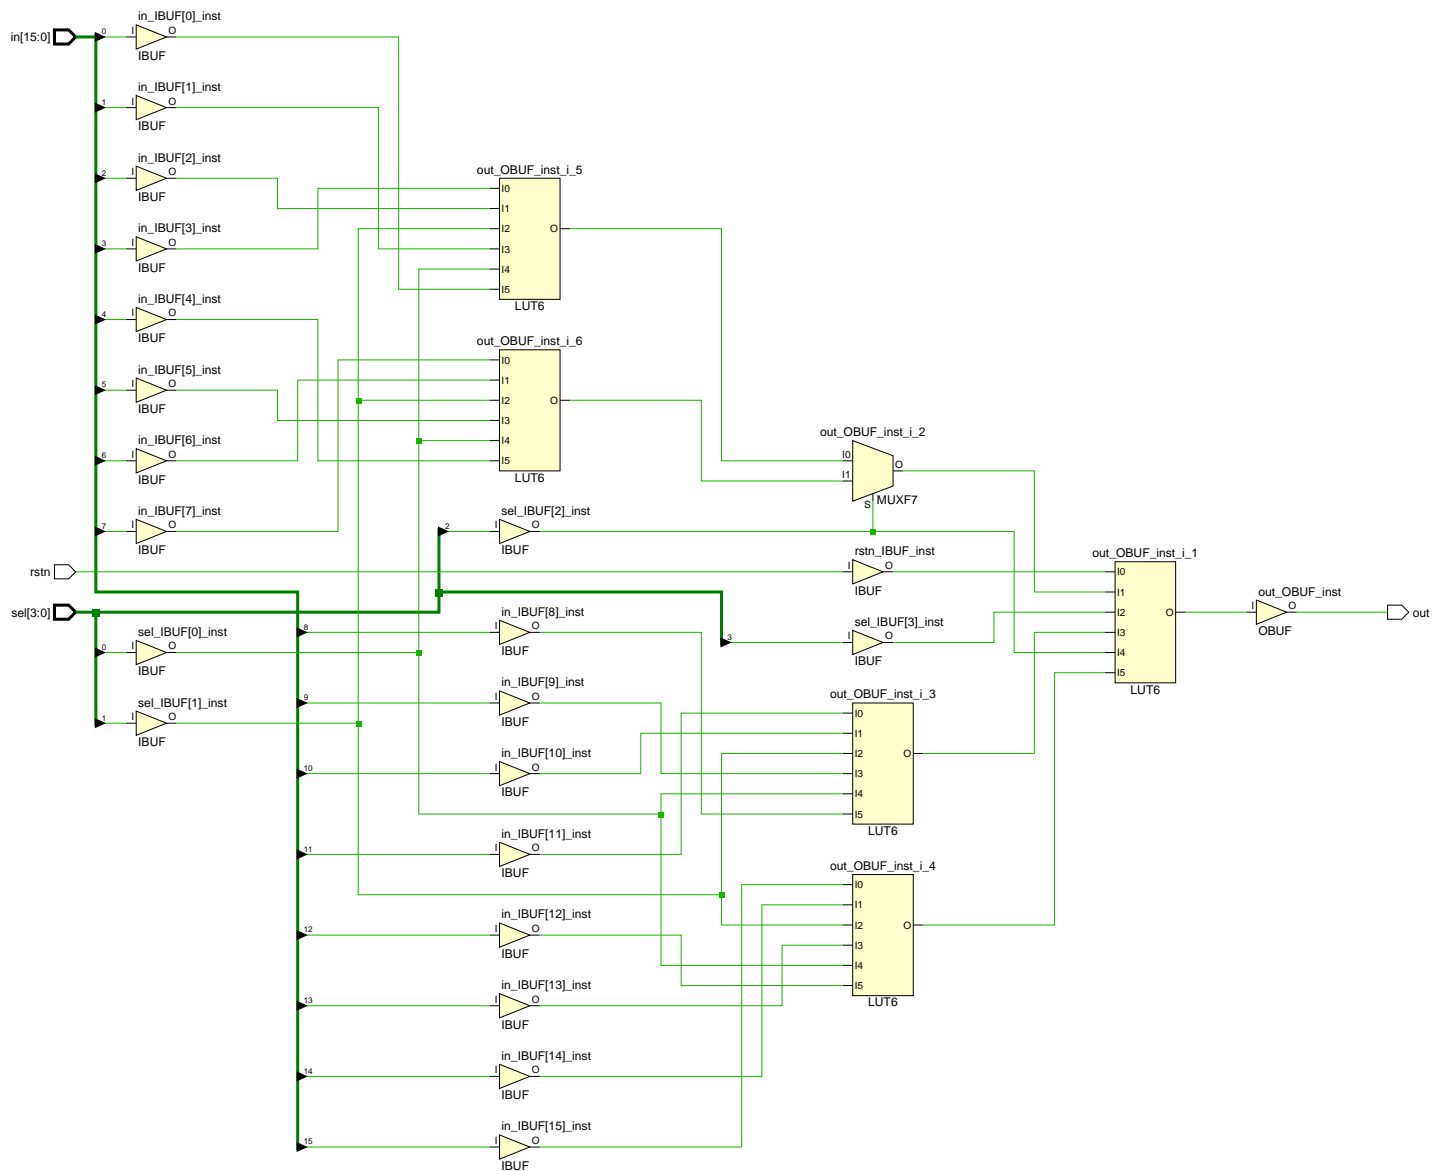 in_IBUF[0]_inst
in[15:0]
0
I
O
IBUF
in_IBUF[1]_inst
1
I
O
IBUF
in_IBUF[2]_inst
2
I
O
IBUF
in_IBUF[3]_inst
3
I
O
IBUF
in_IBUF[4]_inst
4
I
O
IBUF
in_IBUF[5]_inst
5
I
O
IBUF
in_IBUF[6]_inst
6
I
O
IBUF
in_IBUF[7]_inst
7
I
O
IBUF
out_OBUF_inst_i_5
I0
I1
I2
I3
I4
I5
O
LUT6
out_OBUF_inst_i_6
I0
I1
I2
I3
I4
I5
O
LUT6
out_OBUF_inst_i_2
I0
I1
S
O
MUXF7
sel_IBUF[2]_inst
2
I
O
IBUF
rstn
rstn_IBUF_inst
I
O
IBUF
sel[3:0]
sel_IBUF[0]_inst
0
I
O
IBUF
sel_IBUF[1]_inst
1
I
O
IBUF
sel_IBUF[3]_inst
3
I
O
IBUF
out_OBUF_inst_i_1
I0
I1
I2
I3
I4
I5
O
LUT6
out_OBUF_inst
I
O
OBUF
out
in_IBUF[8]_inst
8
I
O
IBUF
in_IBUF[9]_inst
9
I
O
IBUF
in_IBUF[10]_inst
10
I
O
IBUF
in_IBUF[11]_inst
11
I
O
IBUF
in_IBUF[12]_inst
12
I
O
IBUF
in_IBUF[13]_inst
13
I
O
IBUF
in_IBUF[14]_inst
14
I
O
IBUF
in_IBUF[15]_inst
15
I
O
IBUF
out_OBUF_inst_i_3
I0
I1
I2
I3
I4
I5
O
LUT6
out_OBUF_inst_i_4
I0
I1
I2
I3
I4
I5
O
LUT6